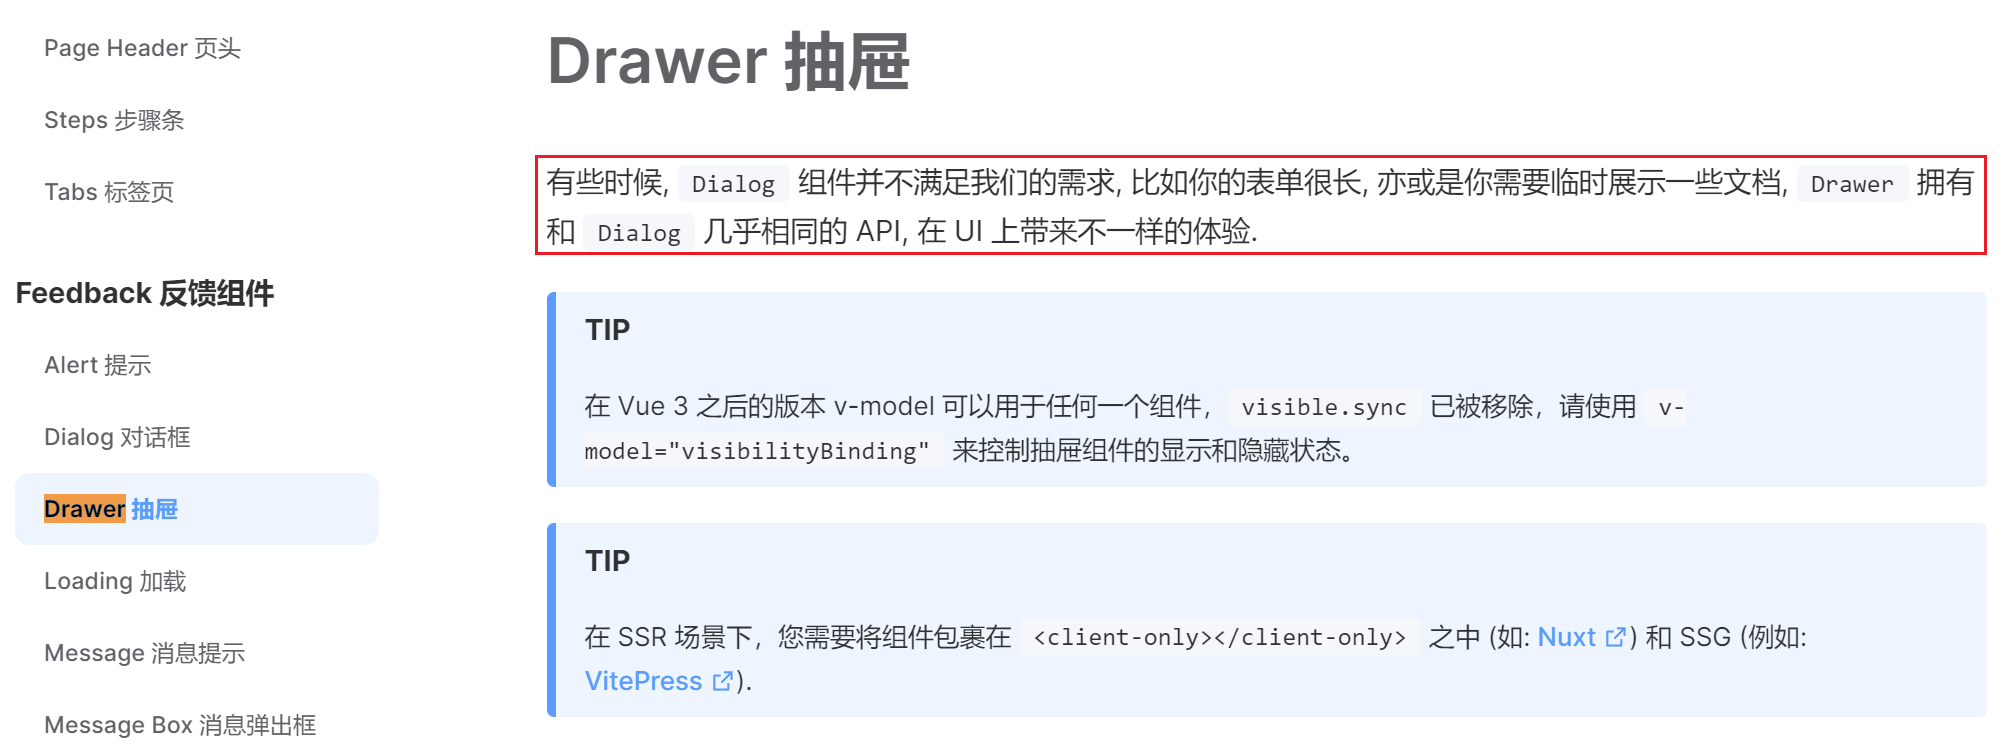 Page Header 页头
Steps 步骤条
Tabs 标签页
Feedback 反馈组件
Alert 提示
Dialog 对话框
Drawer 抽屉
Loading 加载
Message 消息提示
Message Box 消息弹出框
Drawer 抽屉
有些时候, Dialog 组件并不满足我们的需求, 比如你的表单很长, 亦或是你需要临时展示一些文档, Drawer 拥有
和 Dialog 几乎相同的 API, 在 UI 上带来不一样的体验.
TIP
在 Vue 3 之后的版本 v-model 可以用于任何一个组件，visible.sync 已被移除，请使用 v-
model="visibilityBinding" 来控制抽屉组件的显示和隐藏状态。
TIP
在 SSR 场景下，您需要将组件包裹在 <client-only></client-only> 之中 (如: Nuxt) 和 SSG (例如:
VitePress).